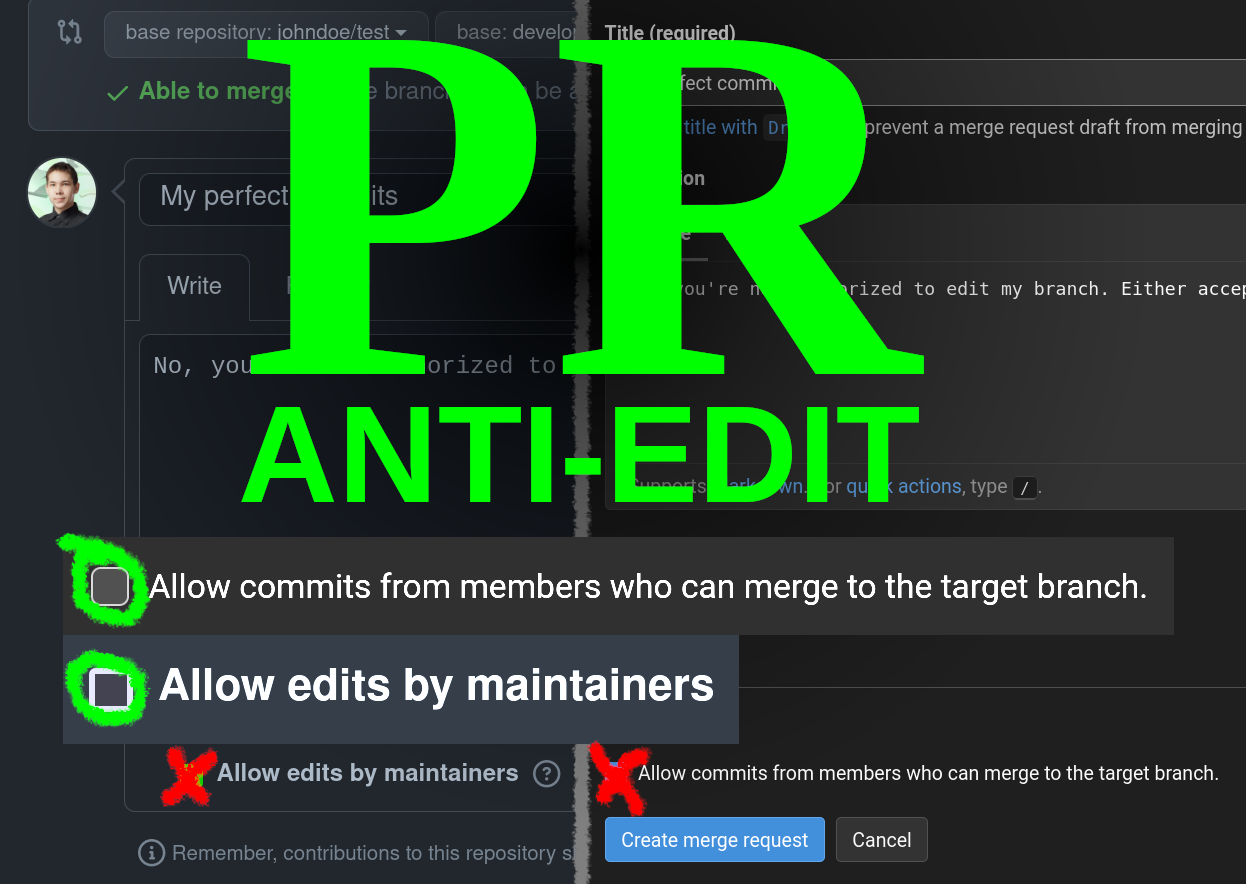 base repository: johndoe/test
base: develo
Able to merge
branc
be a
My perfect
its
Write
No, you
orized to
Title (required)
fect comm
title with
prevent a merge request draft from merging
on
you're n
orized to edit my branch. Either accep
Supports
or quick actions, type /.
PR
ANTI-EDIT
Allow commits from members who can merge to the target branch.
Allow edits by maintainers
Allow edits by maintainers
Remember, contributions to this repository s
Allow commits from members who can merge to the target branch.
Create merge request
Cancel